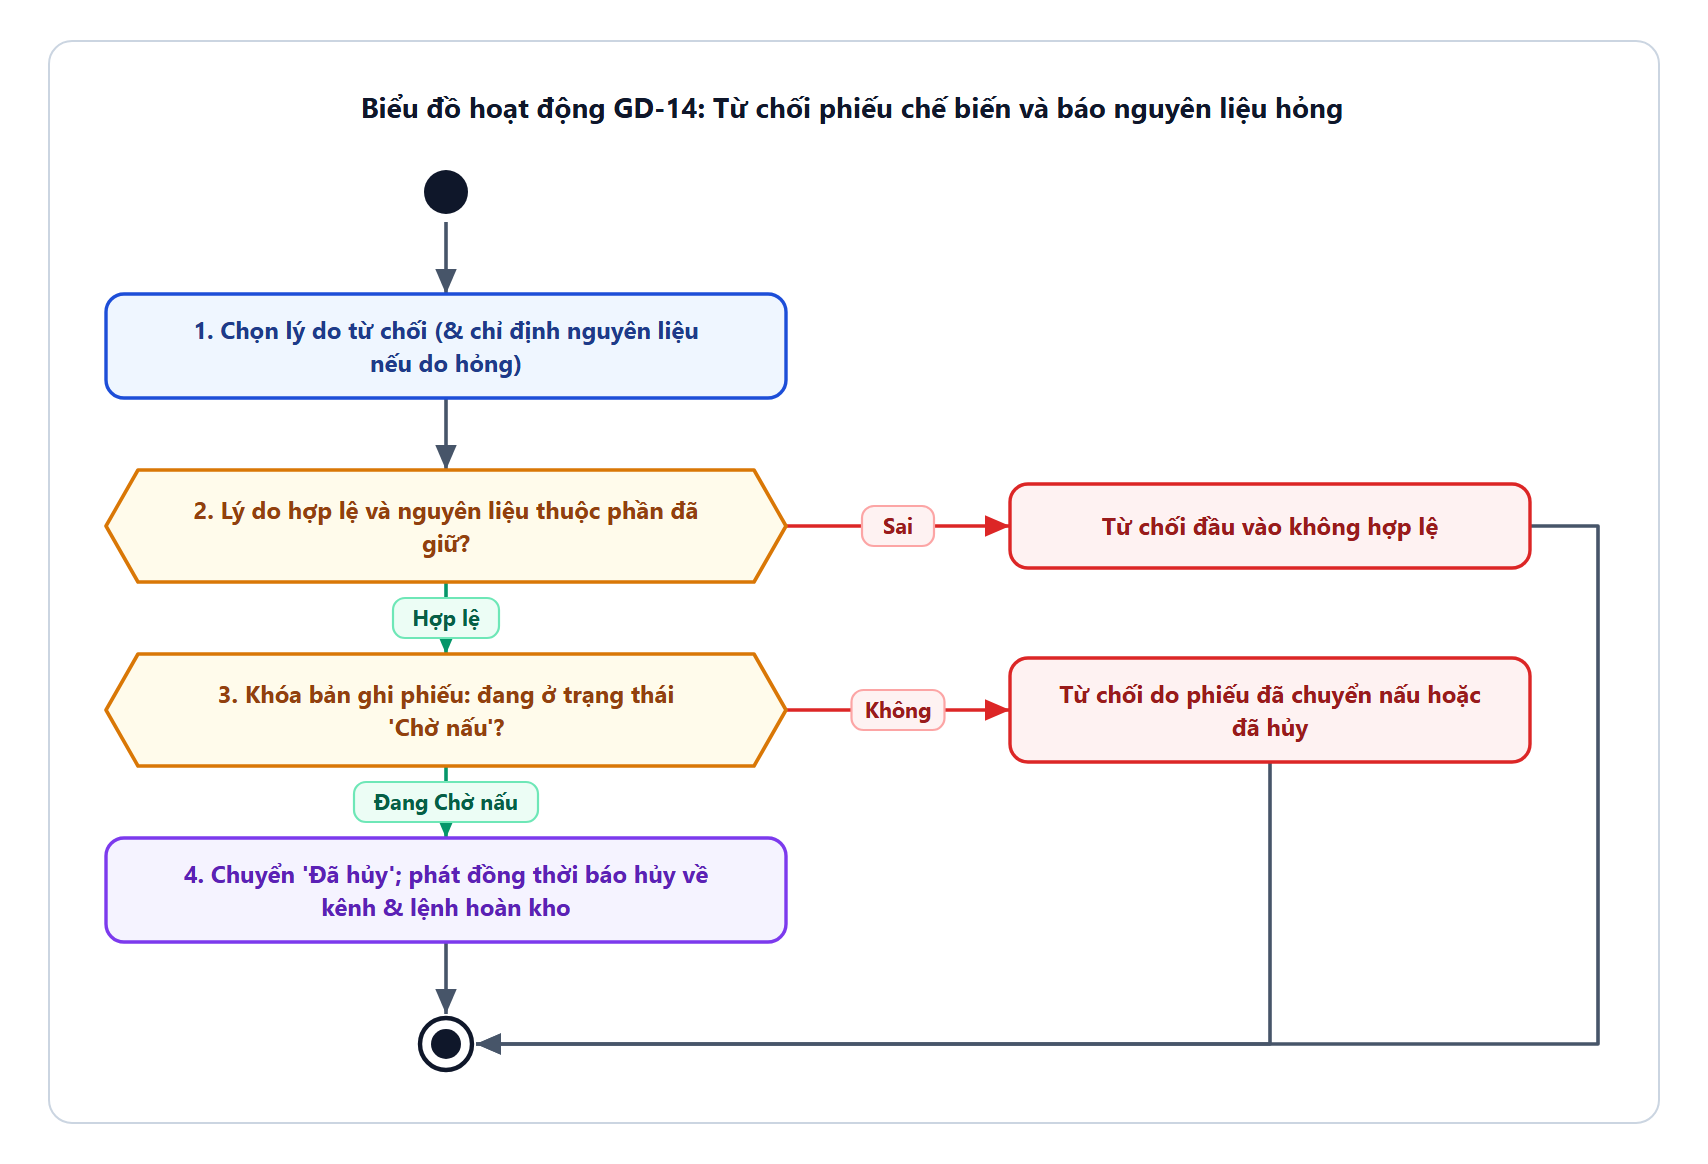 Biểu đồ hoạt động GD-14: Từ chối phiếu chế biến và báo nguyên liệu hỏng
1. Chọn lý do từ chối (& chỉ định nguyên liệu
nếu do hỏng)
2. Lý do hợp lệ và nguyên liệu thuộc phần đã
giữ?
Sai
Từ chối đầu vào không hợp lệ
Hợp lệ
3. Khóa bản ghi phiếu: đang ở trạng thái
'Chờ nấu'?
Không
Từ chối do phiếu đã chuyển nấu hoặc
đã hủy
Đang Chờ nấu
4. Chuyển 'Đã hủy'; phát đồng thời báo hủy về
kênh & lệnh hoàn kho